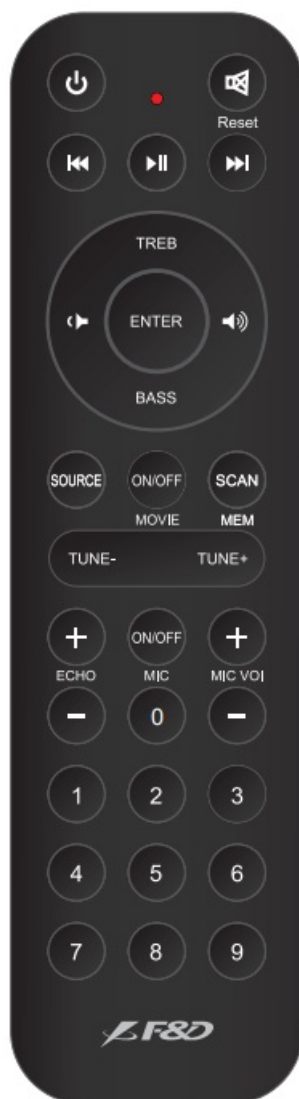 Reset
TREB
ENTER
BASS
SOURCE ON/OFF SCAN
MOVIE MEM
TUNE- TUNE+
+ ON/OFF +
ECHO MIC MIC VOl
- 0 -
1 2 3
4 5 6
7 8 9
F&D